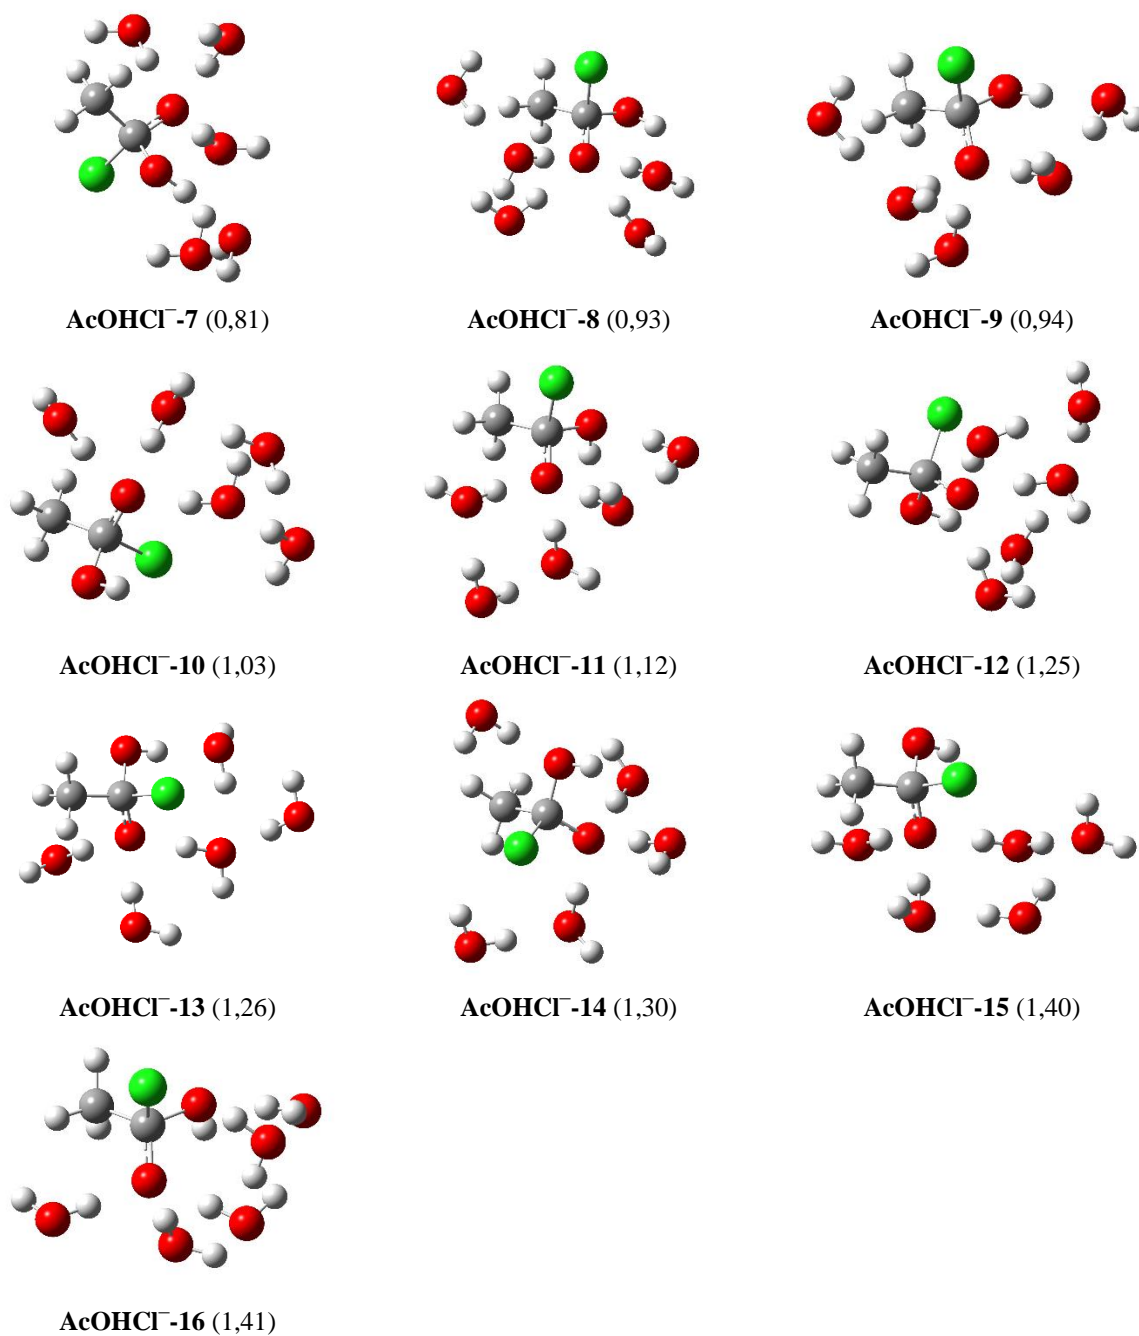 AcOHCl⁻-7 (0,81)
AcOHCl⁻-8 (0,93)
AcOHCl⁻-9 (0,94)
AcOHCl⁻-10 (1,03)
AcOHCl⁻-11 (1,12)
AcOHCl⁻-12 (1,25)
AcOHCl⁻-13 (1,26)
AcOHCl⁻-14 (1,30)
AcOHCl⁻-15 (1,40)
AcOHCl⁻-16 (1,41)